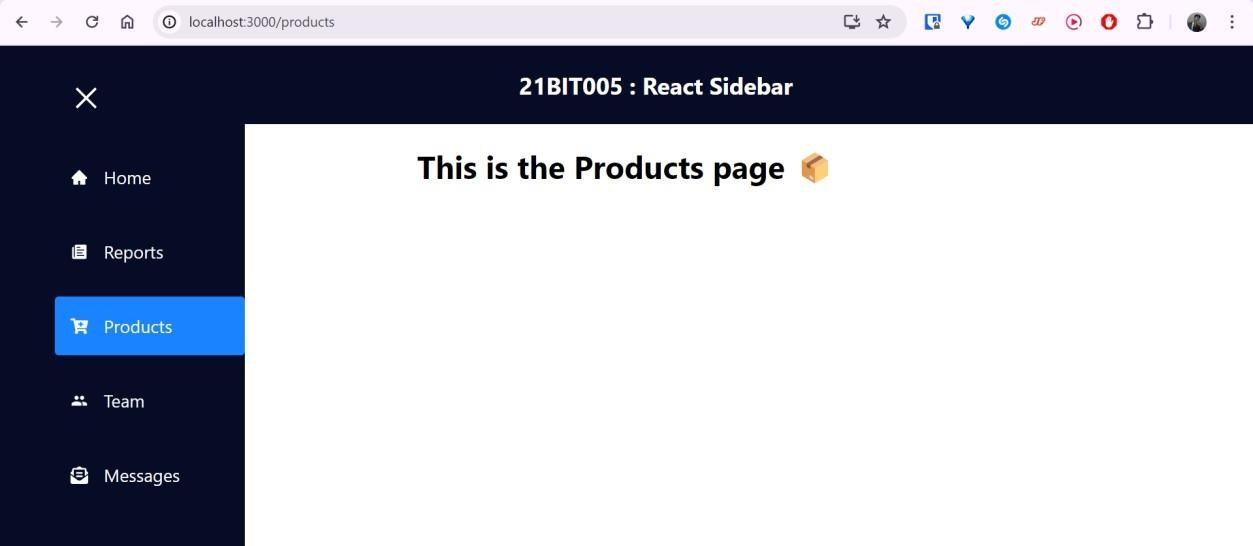 localhost:3000/products
21BIT005 : React Sidebar
This is the Products page
Home
Reports
Products
Team
Messages